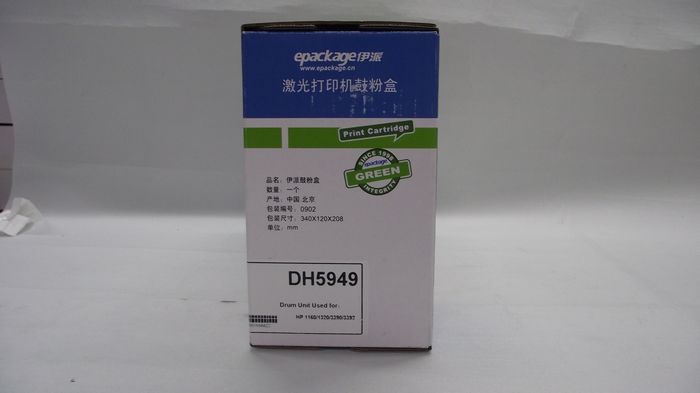 epackage伊派
www.epackage.cn
激光打印机鼓粉盒
Print Cartridge
SINCE 1998
epackage
GREEN
INTEGRITY
品名: 伊派鼓粉盒
数量: 一个
产地: 中国 北京
包装编号: 0902
包装尺寸: 340X120X208
单位: mm
DH5949
Drum Unit Used for:
HP 1160/1320/3390/3392